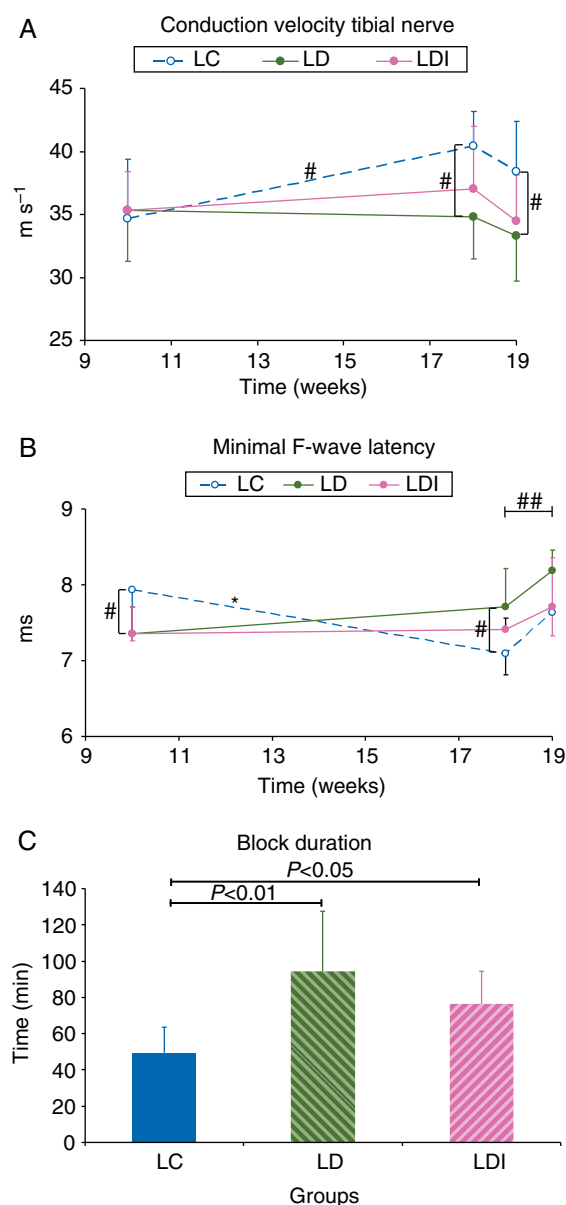 A
Conduction velocity tibial nerve
LC LD LDI
45
40
35
30
25
m s⁻¹
#
#
#
9 11 13 15 17 19
Time (weeks)
B
Minimal F-wave latency
LC LD LDI
##
9
8
7
6
ms
#
*
#
9 11 13 15 17 19
Time (weeks)
C
Block duration
P<0.05
P<0.01
140
120
100
80
60
40
20
0
Time (min)
LC LD LDI
Groups